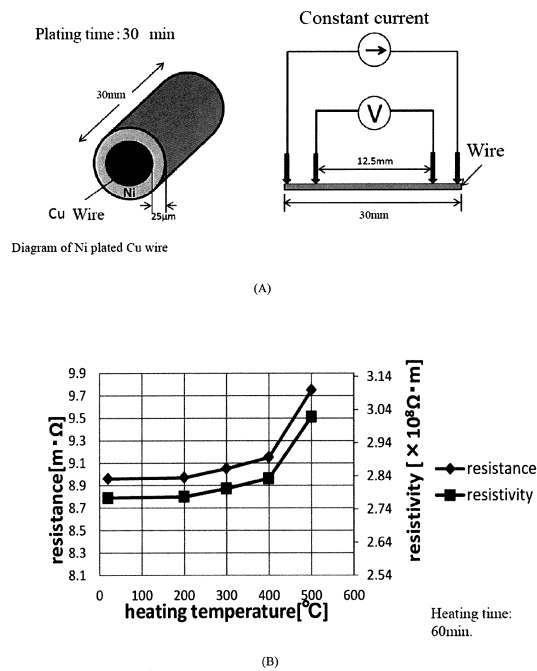 Plating time:30 min
30mm
Ni
Cu Wire
25μm
Diagram of Ni plated Cu wire
Constant current
V
12.5mm
Wire
30mm
(A)
resistance[m・Ω]
9.9
9.7
9.5
9.3
9.1
8.9
8.7
8.5
8.3
8.1
0 100 200 300 400 500 600
heating temperature[℃]
3.14
3.04
2.94
2.84
2.74
2.64
2.54
resistivity [×10⁸Ω・m]
resistance
resistivity
Heating time:
60min.
(B)